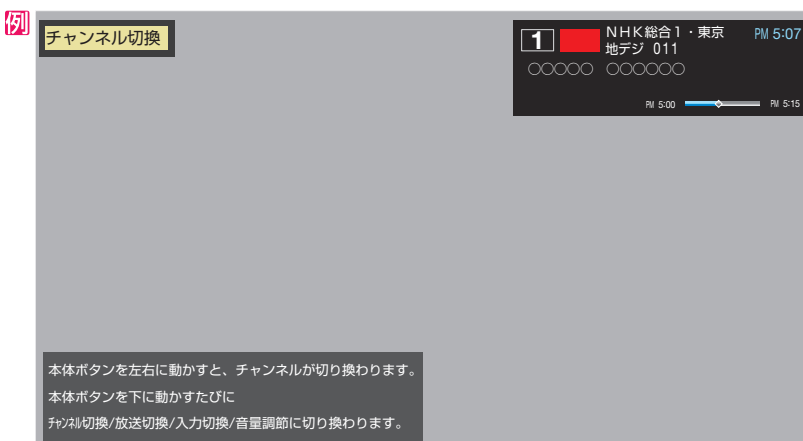 例
チャンネル切換
1
NHK総合1・東京 PM 5:07
地デジ 011
○○○○○ ○○○○○○
PM 5:00 PM 5:15
本体ボタンを左右に動かすと、チャンネルが切り換わります。
本体ボタンを下に動かすたびに
ﾁｬﾝﾈﾙ切換/放送切換/入力切換/音量調節に切り換わります。